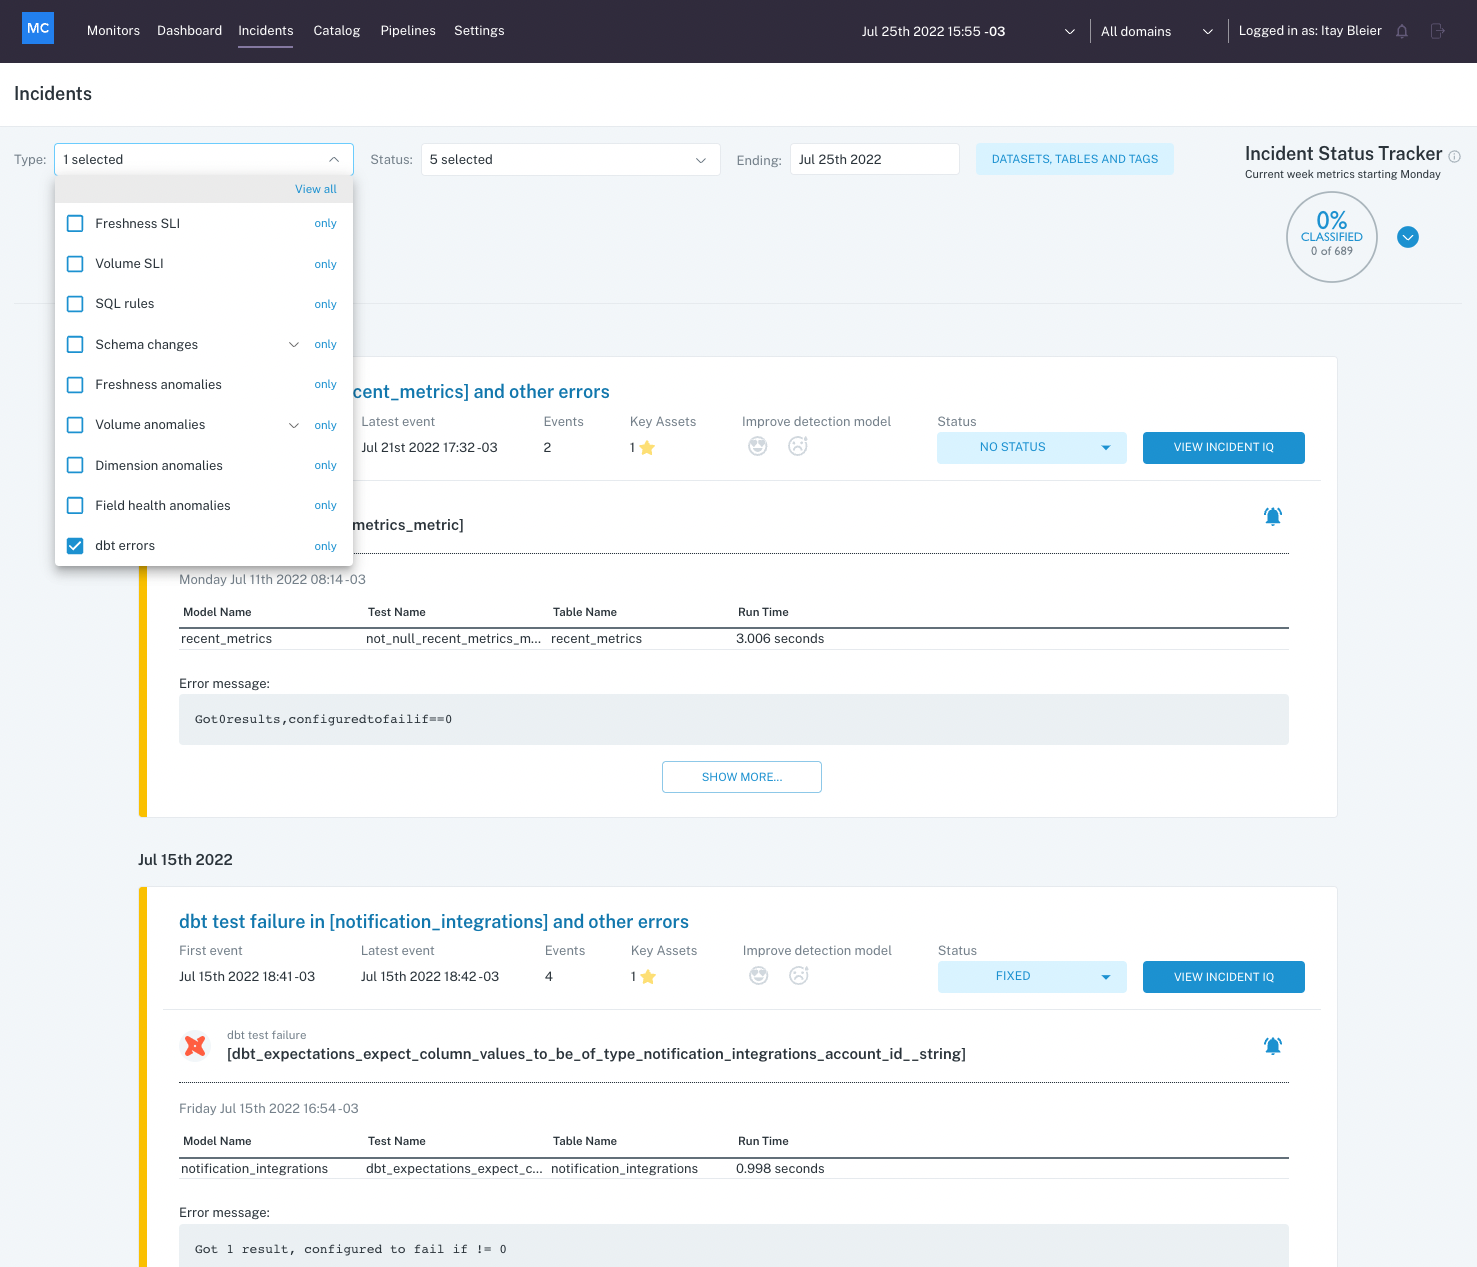 MC Monitors Dashboard Incidents Catalog Pipelines Settings Jul 25th 2022 15:55 -03 All domains Logged in as: Itay Bleier
Incidents
Type: 1 selected Status: 5 selected Ending: Jul 25th 2022 DATASETS, TABLES AND TAGS
Incident Status Tracker
Current week metrics starting Monday
0%
CLASSIFIED
0 of 689
View all
Freshness SLI only
Volume SLI only
SQL rules only
Schema changes only
Freshness anomalies only
Volume anomalies only
Dimension anomalies only
Field health anomalies only
dbt errors only
cent_metrics] and other errors
Latest event Events Key Assets Improve detection model Status
Jul 21st 2022 17:32 -03 2 1 NO STATUS VIEW INCIDENT IQ
metrics_metric]
Monday Jul 11th 2022 08:14 -03
Model Name Test Name Table Name Run Time
recent_metrics not_null_recent_metrics_m... recent_metrics 3.006 seconds
Error message:
Got0results,configuredtofailif==0
SHOW MORE...
Jul 15th 2022
dbt test failure in [notification_integrations] and other errors
First event Latest event Events Key Assets Improve detection model Status
Jul 15th 2022 18:41 -03 Jul 15th 2022 18:42 -03 4 1 FIXED VIEW INCIDENT IQ
dbt test failure
[dbt_expectations_expect_column_values_to_be_of_type_notification_integrations_account_id__string]
Friday Jul 15th 2022 16:54 -03
Model Name Test Name Table Name Run Time
notification_integrations dbt_expectations_expect_c... notification_integrations 0.998 seconds
Error message:
Got 1 result, configured to fail if != 0